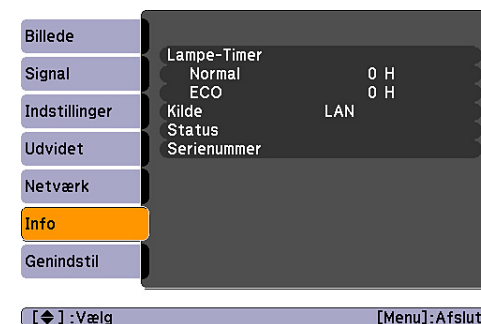 Billede
Signal
Indstillinger
Udvidet
Netværk
Info
Genindstil
Lampe-Timer
Normal 0 H
ECO 0 H
Kilde LAN
Status
Serienummer
[◆] :Vælg [Menu]:Afslut